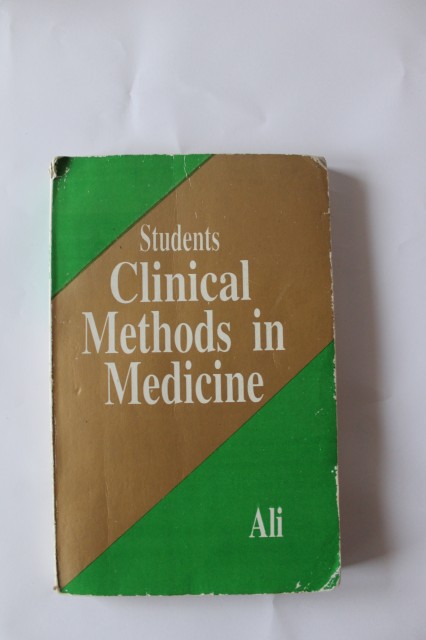 Students
Clinical
Methods in
Medicine
Ali